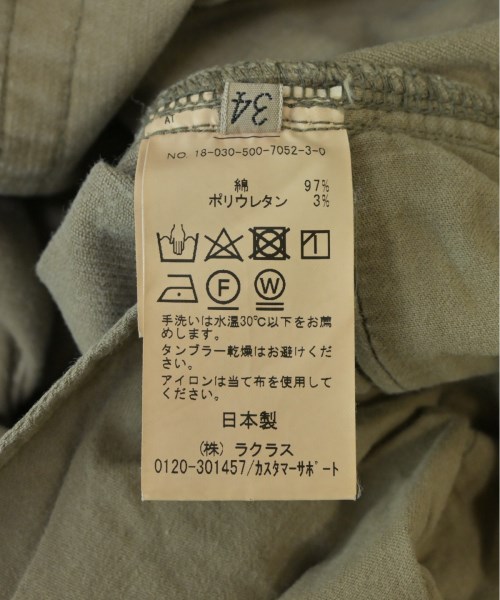 34
AI
NO. 18-030-500-7052-3-0
綿 97%
ポリウレタン 3%
F W
手洗いは水温30℃以下をお薦
めします。
タンブラー乾燥はお避けくださ
い。
アイロンは当て布を使用して
ください。
日本製
(株) ラクラス
0120-301457/カスタマーサポート